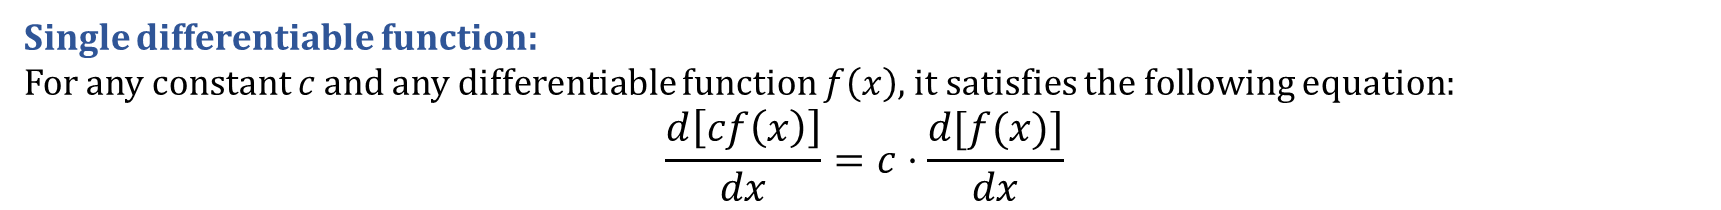 Single differentiable function:
For any constant c and any differentiable function f(x), it satisfies the following equation:
d[cf(x)]/dx = c · d[f(x)]/dx